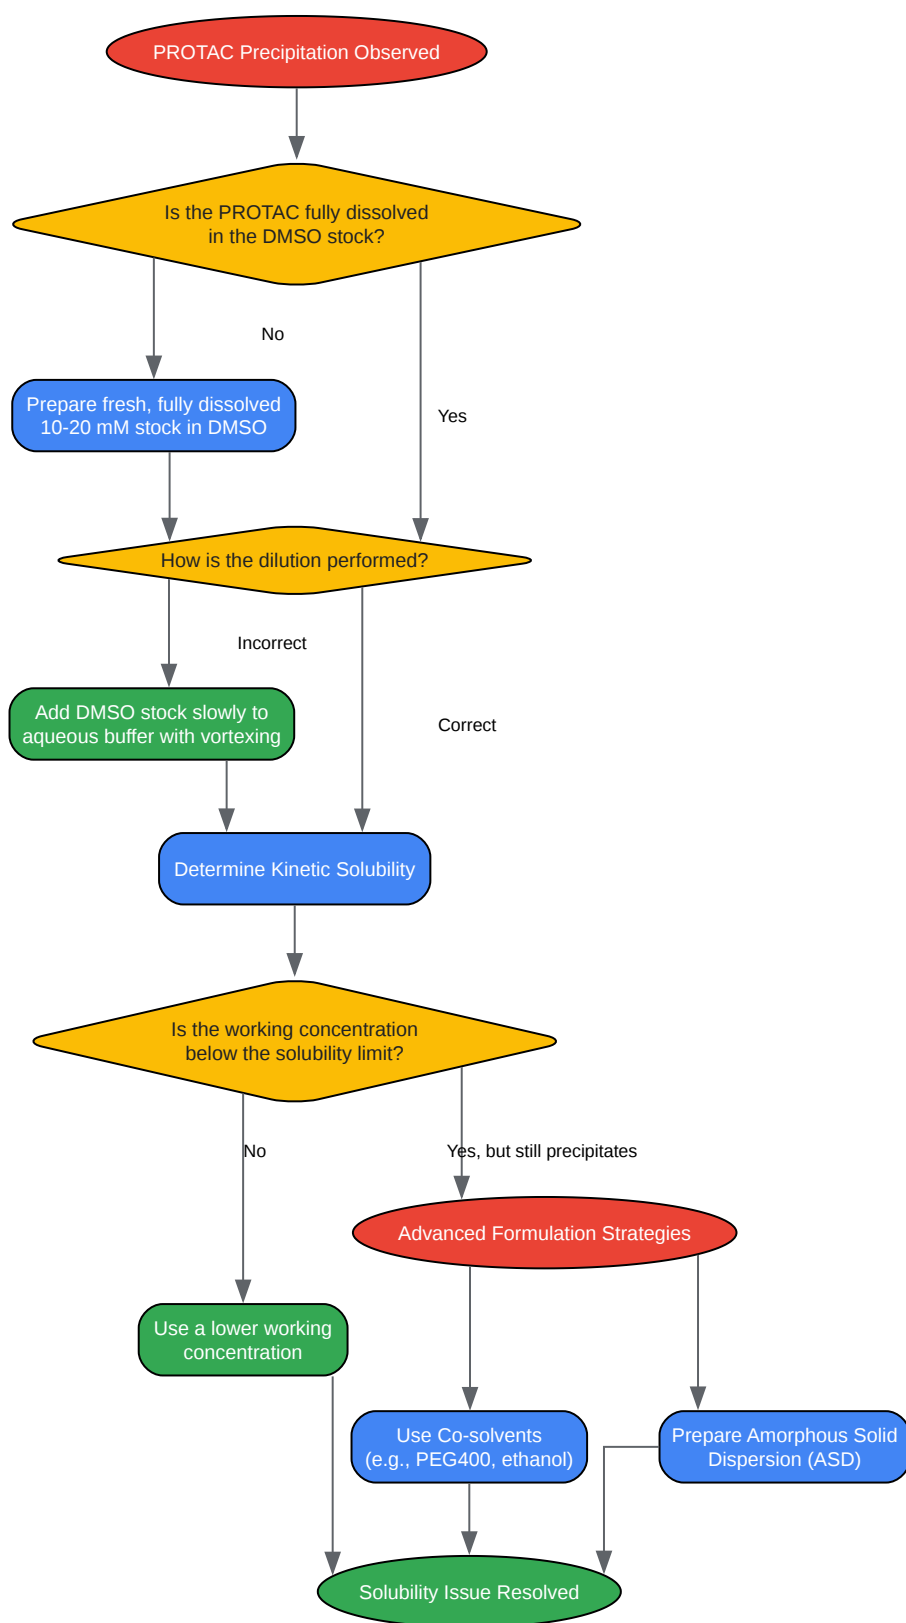 PROTAC Precipitation Observed
Is the PROTAC fully dissolved
in the DMSO stock?
No
Prepare fresh, fully dissolved
10-20 mM stock in DMSO
Yes
How is the dilution performed?
Incorrect
Add DMSO stock slowly to
aqueous buffer with vortexing
Correct
Determine Kinetic Solubility
Is the working concentration
below the solubility limit?
No
Yes, but still precipitates
Advanced Formulation Strategies
Use a lower working
concentration
Use Co-solvents
(e.g., PEG400, ethanol)
Prepare Amorphous Solid
Dispersion (ASD)
Solubility Issue Resolved